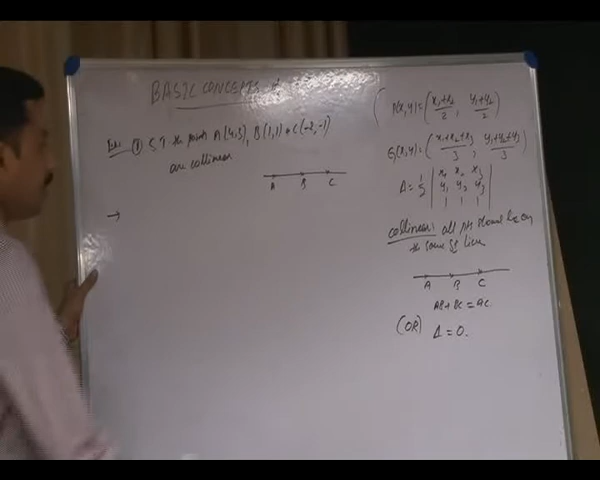 BASIC CONCEPTS of
Ex: ① S.T the points A(4,3), B(1,1) & C(-2,-1)
are collinear
A B C
→
P(x,y) = (x₁+x₂/2, y₁+y₂/2)
G(x,y) = (x₁+x₂+x₃/3, y₁+y₂+y₃/3)
Δ = 1/2 | x₁ x₂ x₃
y₁ y₂ y₃
1 1 1 |
collinear: all pts should be on
the same st line
A B C
AB + BC = AC
(OR) Δ = 0.